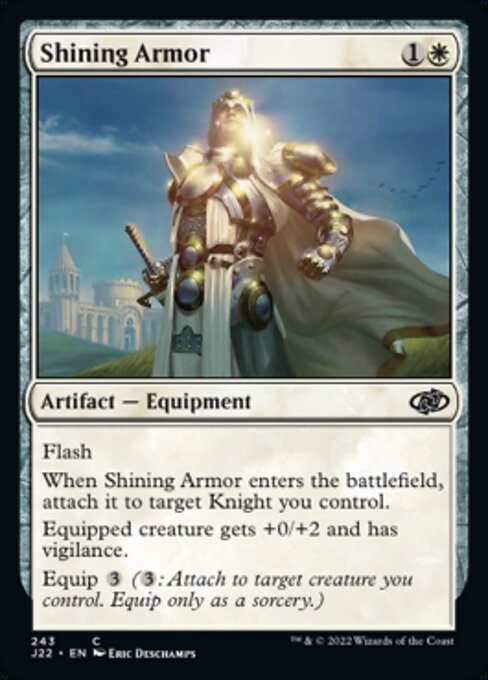 Shining Armor 1
Artifact — Equipment
Flash
When Shining Armor enters the battlefield,
attach it to target Knight you control.
Equipped creature gets +0/+2 and has
vigilance.
Equip 3 (3: Attach to target creature you
control. Equip only as a sorcery.)
243 C
J22 • EN Eric Deschamps
™ & © 2022 Wizards of the Coast